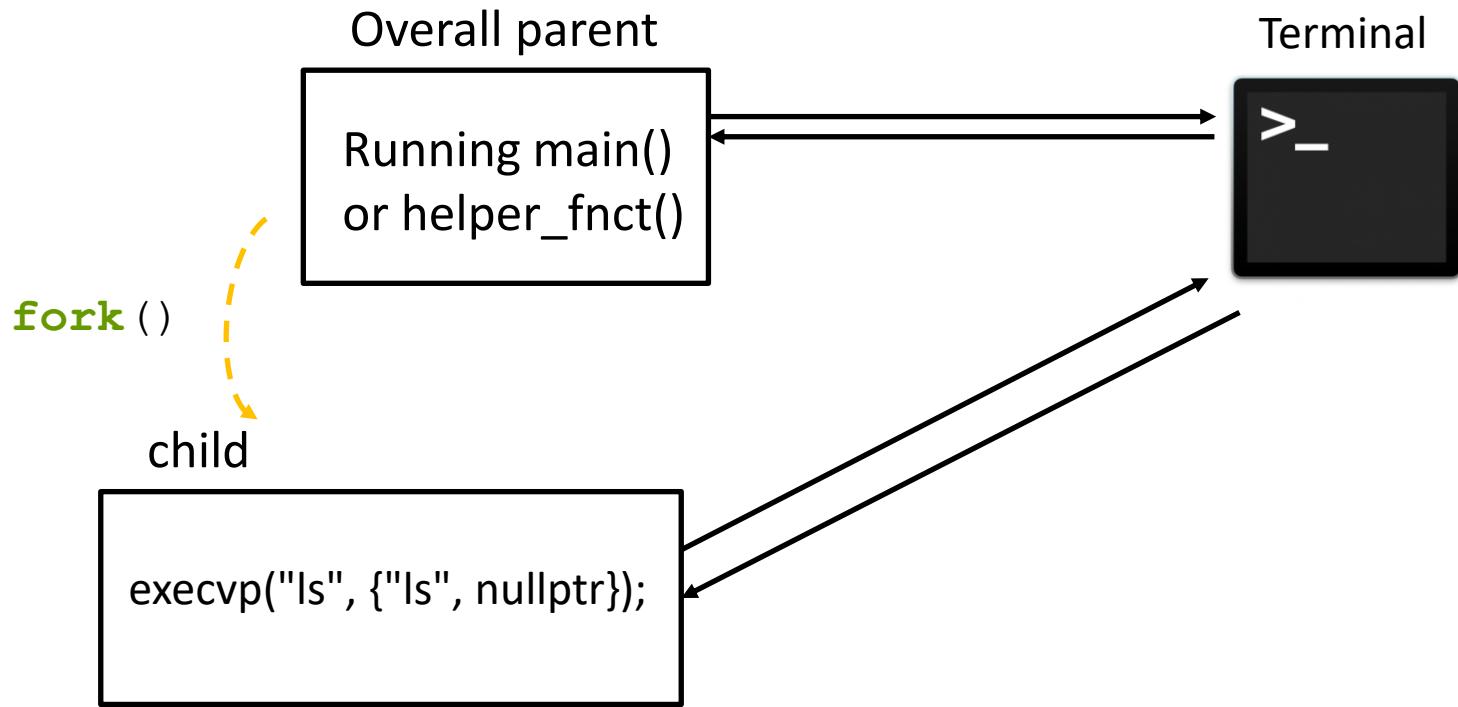 Overall parent
Terminal
>_
Running main()
or helper_fnct()
fork()
child
execvp("ls", {"ls", nullptr});